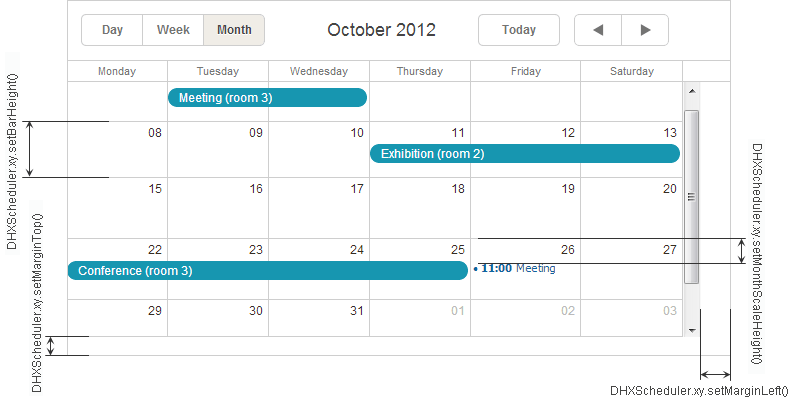 Day Week Month October 2012 Today
Monday Tuesday Wednesday Thursday Friday Saturday
Meeting (room 3)
08 09 10 11 12 13
Exhibition (room 2)
15 16 17 18 19 20
22 23 24 25 26 27
Conference (room 3) • 11:00 Meeting
29 30 31 01 02 03
DHXScheduler.xy.setBarHeight()
DHXScheduler.xy.setMarginTop()
DHXScheduler.xy.setMonthScaleHeight()
DHXScheduler.xy.setMarginLeft()